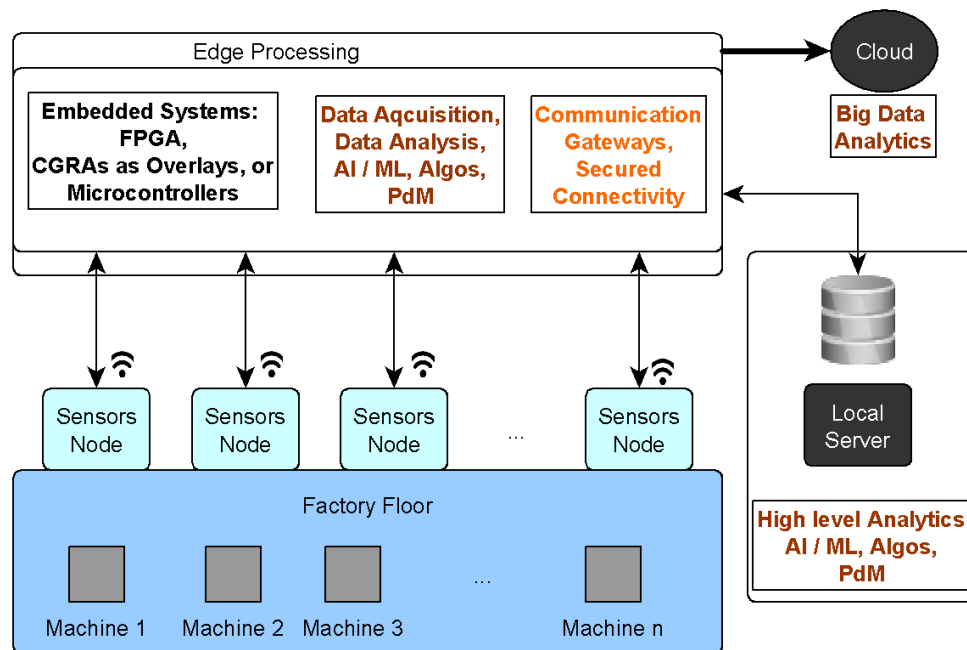 Edge Processing
Cloud
Embedded Systems:
FPGA,
CGRAs as Overlays, or
Microcontrollers
Data Aqcuisition,
Data Analysis,
AI / ML, Algos,
PdM
Communication
Gateways,
Secured
Connectivity
Big Data
Analytics
Sensors
Node
Sensors
Node
Sensors
Node
...
Sensors
Node
Local
Server
High level Analytics
AI / ML, Algos,
PdM
Factory Floor
...
Machine 1
Machine 2
Machine 3
Machine n